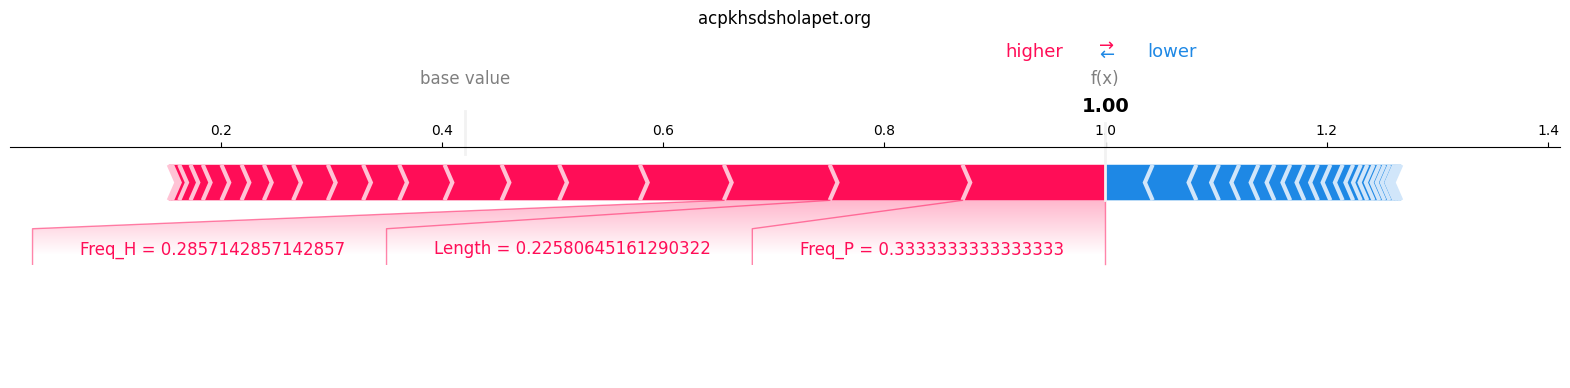 acpkhsdsholapet.org
higher ⇄ lower
base value
f(x)
1.00
0.2 0.4 0.6 0.8 1.0 1.2 1.4
Freq_H = 0.2857142857142857
Length = 0.22580645161290322
Freq_P = 0.3333333333333333